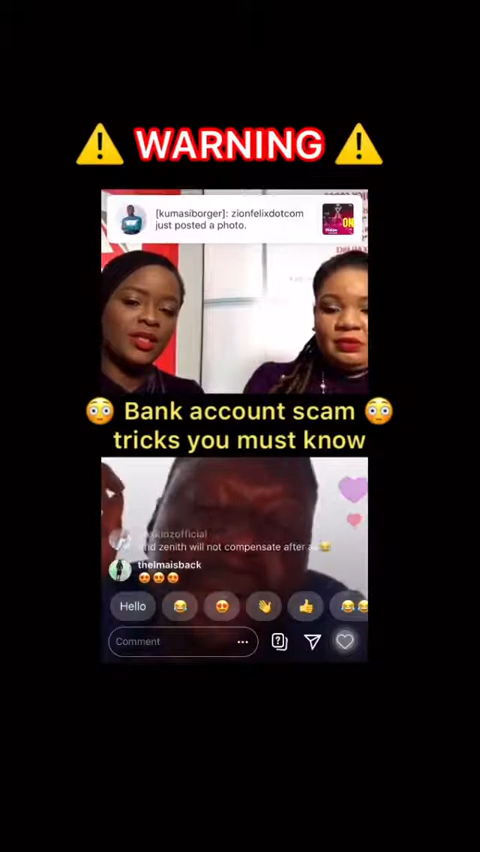 WARNING
[kumasiborger]: zionfelixdotcom
just posted a photo.
ON
Bank account scam
tricks you must know
zenith will not compensate after
thelmaisback
Hello
Comment